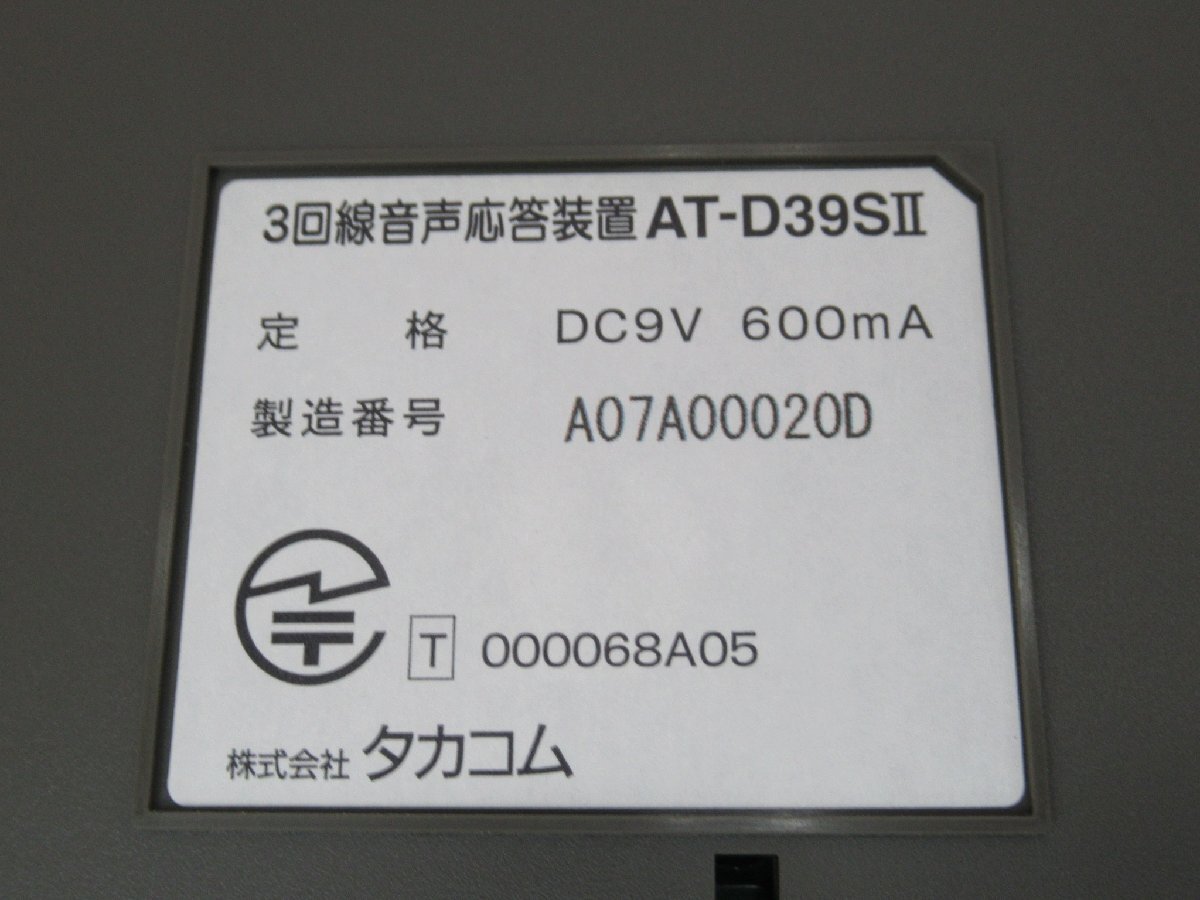 3回線音声応答装置 AT-D39SⅡ
定格 DC9V 600mA
製造番号 A07A00020D
T 000068A05
株式会社 タカコム